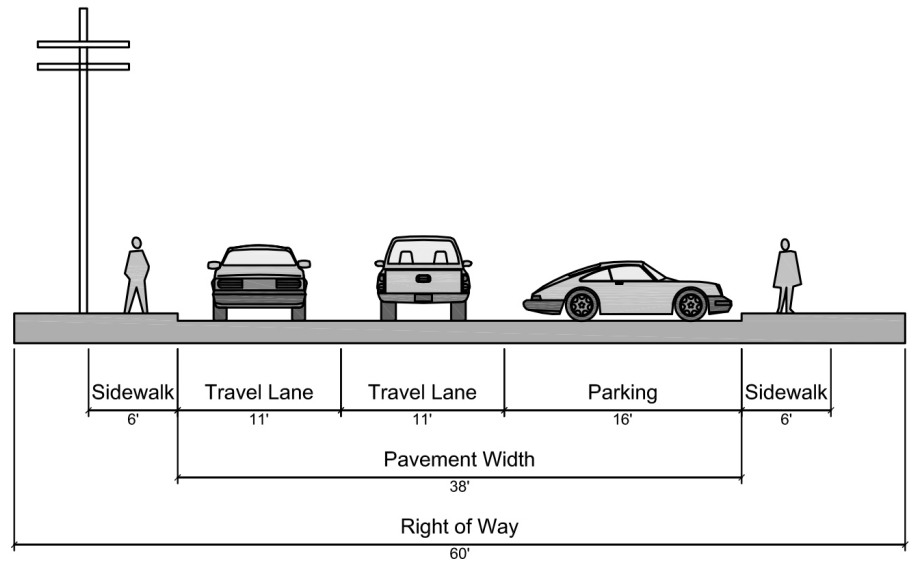 Sidewalk Travel Lane Travel Lane Parking Sidewalk
6' 11' 11' 16' 6'
Pavement Width
38'
Right of Way
60'